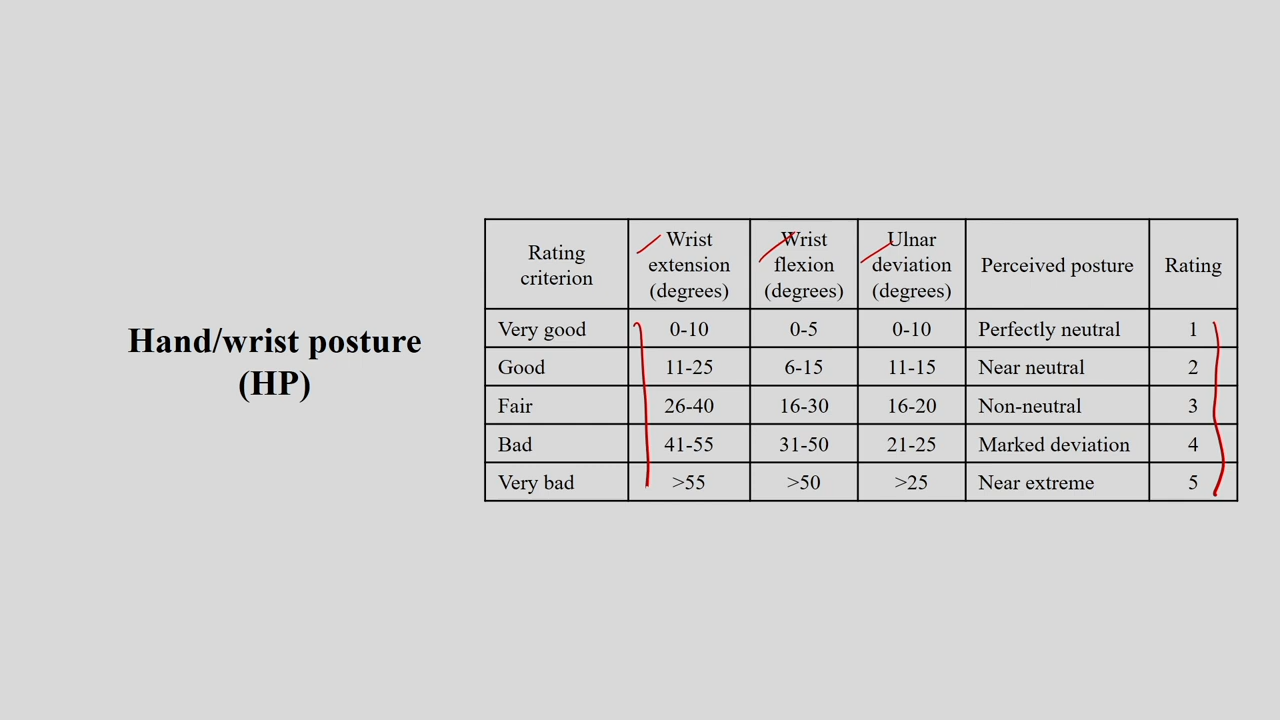 Hand/wrist posture
(HP)
Rating criterion | Wrist extension (degrees) | Wrist flexion (degrees) | Ulnar deviation (degrees) | Perceived posture | Rating
Very good | 0-10 | 0-5 | 0-10 | Perfectly neutral | 1
Good | 11-25 | 6-15 | 11-15 | Near neutral | 2
Fair | 26-40 | 16-30 | 16-20 | Non-neutral | 3
Bad | 41-55 | 31-50 | 21-25 | Marked deviation | 4
Very bad | >55 | >50 | >25 | Near extreme | 5